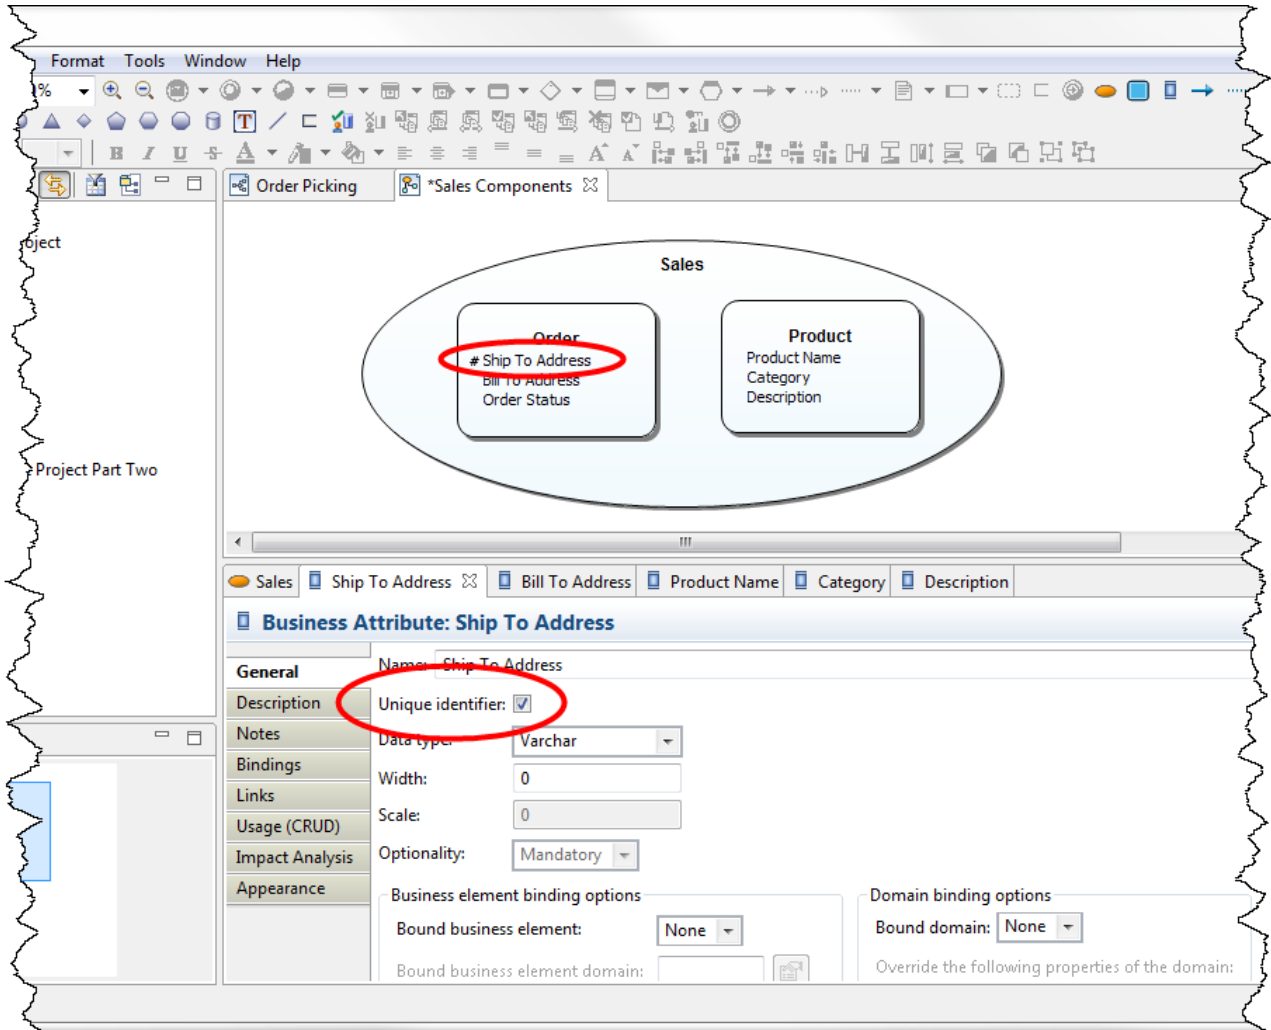 Format Tools Window Help
%
T
B I U S A A A
Order Picking *Sales Components
oject
Sales
Order
# Ship To Address
Bill To Address
Order Status
Product
Product Name
Category
Description
Project Part Two
Sales Ship To Address Bill To Address Product Name Category Description
Business Attribute: Ship To Address
General
Description
Notes
Bindings
Links
Usage (CRUD)
Impact Analysis
Appearance
Name: Ship To Address
Unique identifier:
Data type: Varchar
Width: 0
Scale: 0
Optionality: Mandatory
Business element binding options
Bound business element: None
Bound business element domain:
Domain binding options
Bound domain: None
Override the following properties of the domain: